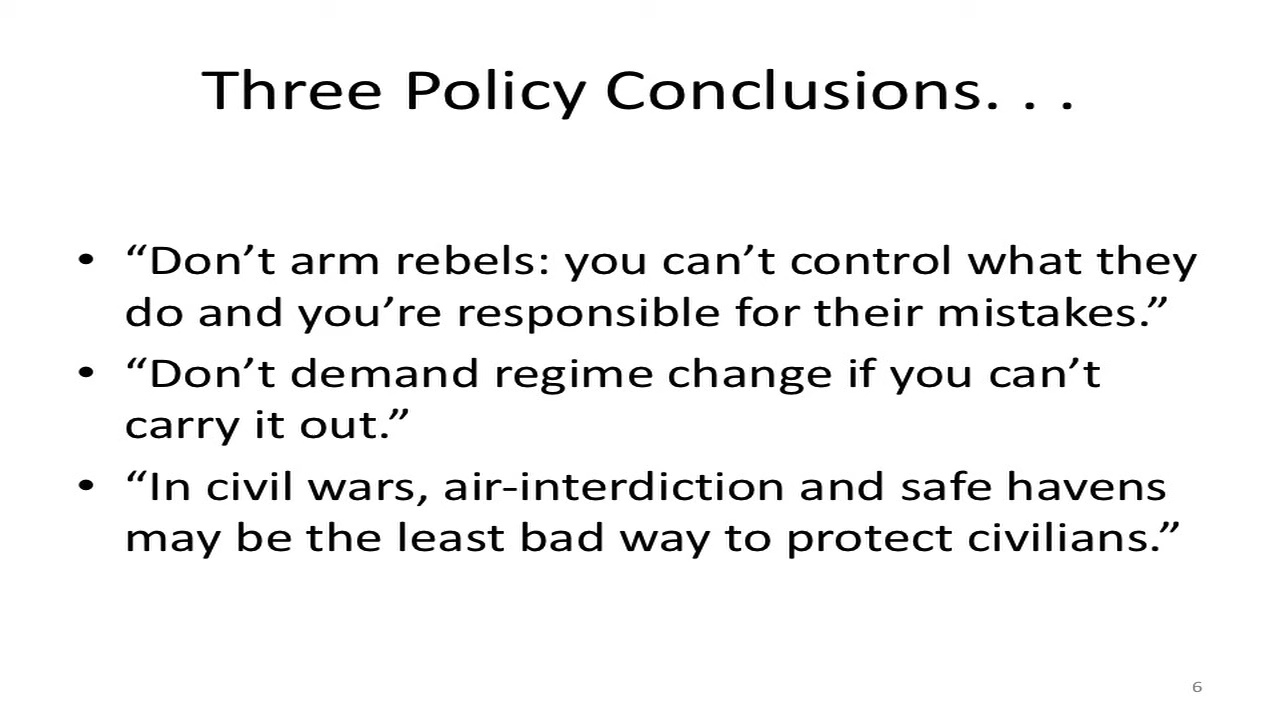 Three Policy Conclusions. . .
• “Don’t arm rebels: you can’t control what they
do and you’re responsible for their mistakes.”
• “Don’t demand regime change if you can’t
carry it out.”
• “In civil wars, air-interdiction and safe havens
may be the least bad way to protect civilians.”
6